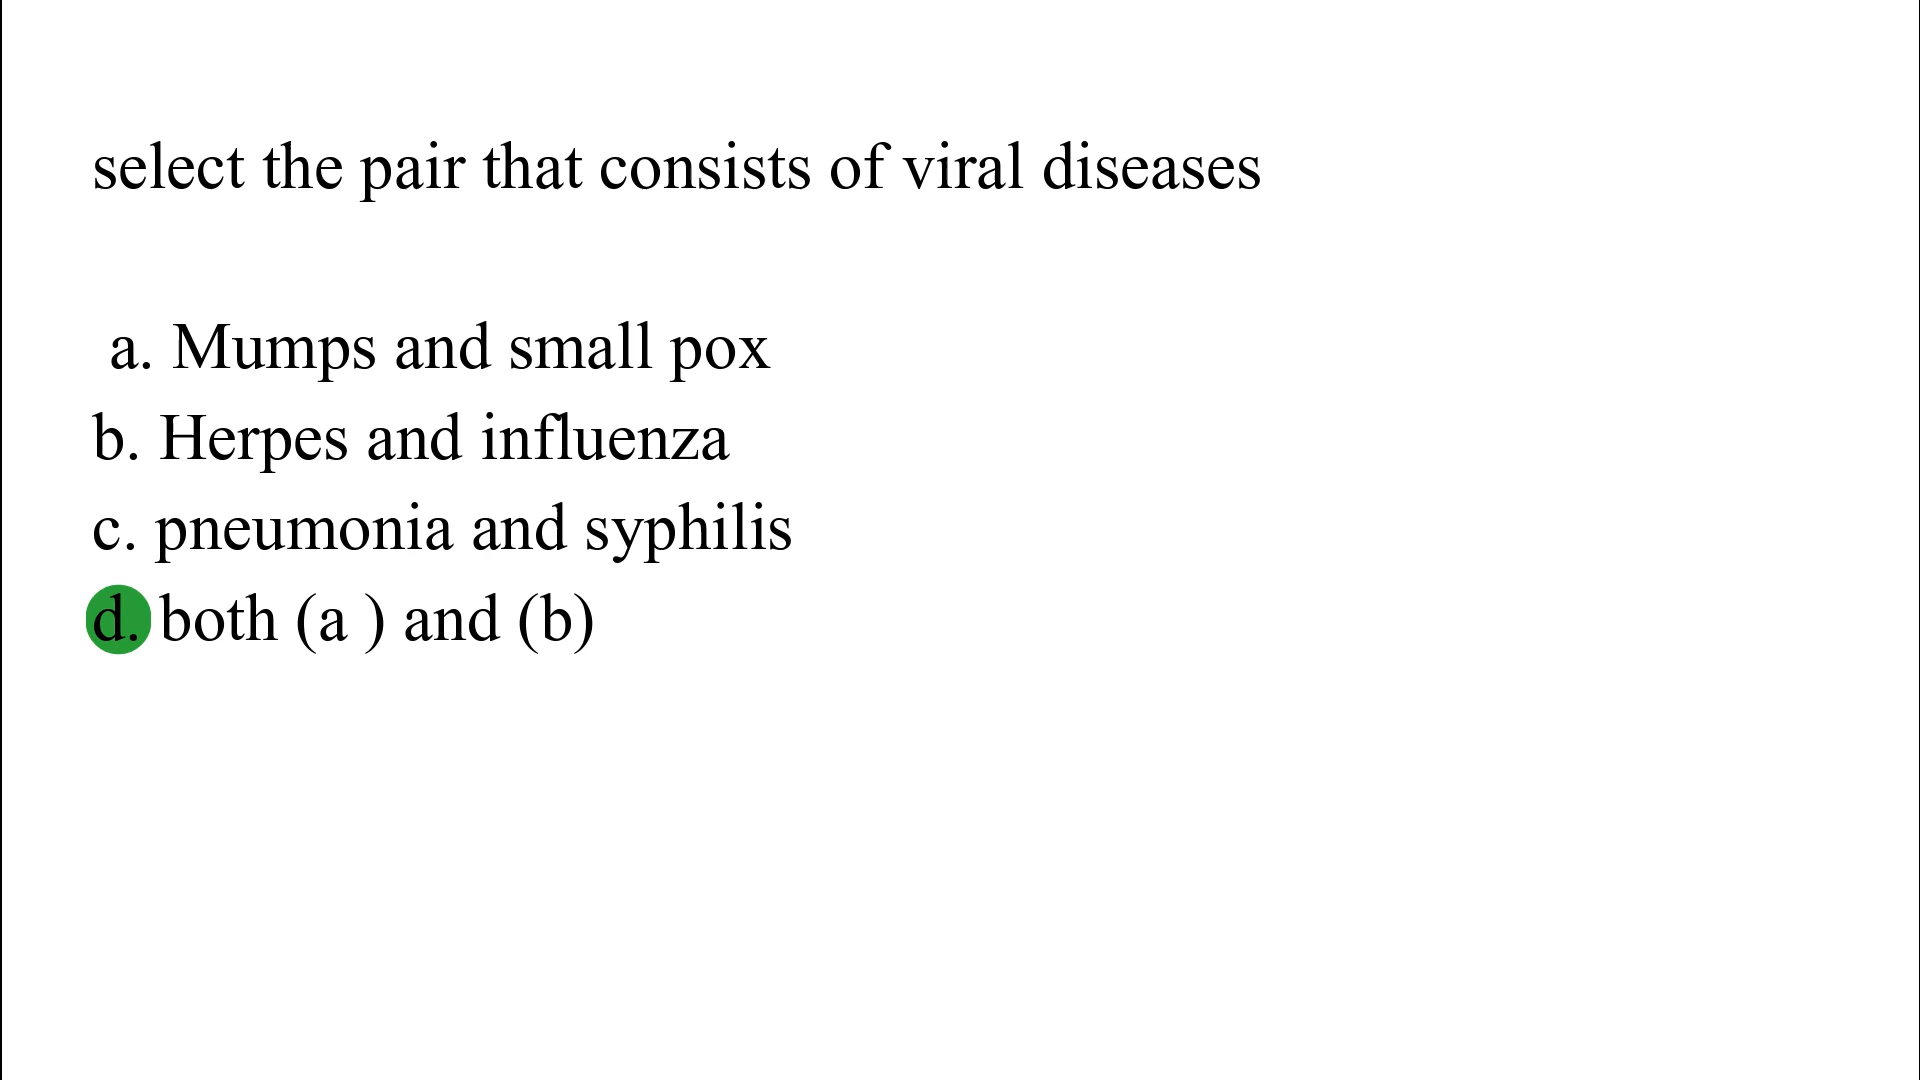 select the pair that consists of viral diseases
a. Mumps and small pox
b. Herpes and influenza
c. pneumonia and syphilis
d. both (a ) and (b)